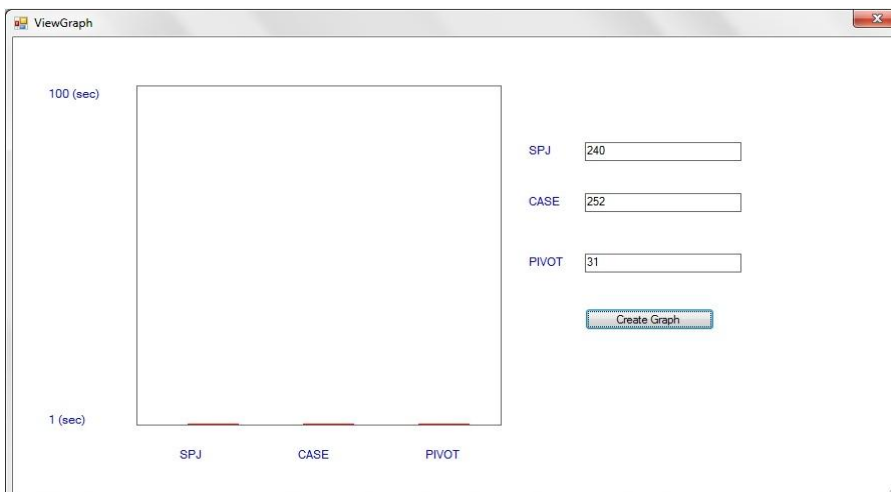 ViewGraph
100 (sec)
SPJ 240
CASE 252
PIVOT 31
Create Graph
1 (sec)
SPJ CASE PIVOT